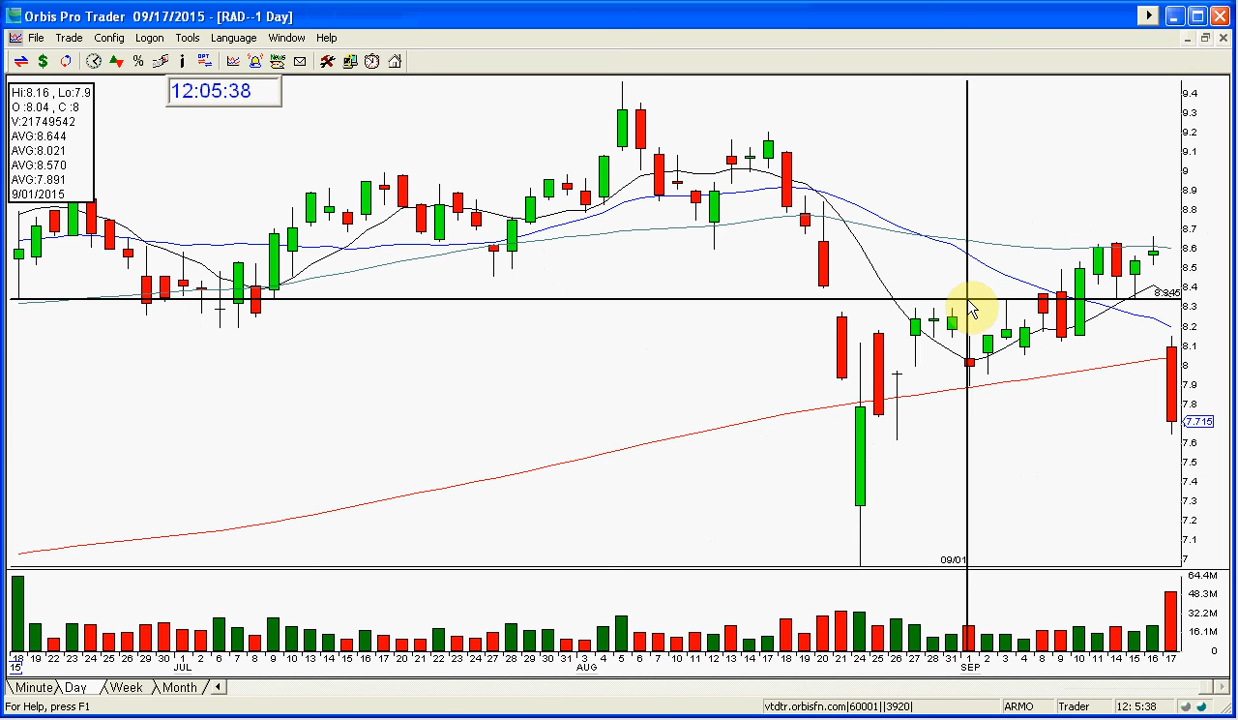 Orbis Pro Trader 09/17/2015 - [RAD--1 Day]
File Trade Config Logon Tools Language Window Help
OPT News
12:05:38
Hi:8.16 , Lo:7.9
O :8.04 , C :8
V:21749542
AVG:8.644
AVG:8.021
AVG:8.570
AVG:7.891
9/01/2015
9.4
9.3
9.2
9.1
9
8.9
8.8
8.7
8.6
8.5
8.4
8.345
8.3
8.2
8.1
8
7.9
7.8
7.715
7.6
7.5
7.4
7.3
7.2
7.1
7
09/01
64.4M
48.3M
32.2M
16.1M
0
18 19 22 23 24 25 26 29 30 1 2 6 7 8 9 10 13 14 15 16 17 20 21 22 23 24 27 28 29 30 31 3 4 5 6 7 10 11 12 13 14 17 18 19 20 21 24 25 26 27 28 31 1 2 3 4 8 9 10 11 14 15 16 17
15 JUL AUG SEP
Minute Day Week Month
For Help, press F1 vtdtr.orbisfn.com|60001||3920| ARMO Trader 12: 5:38